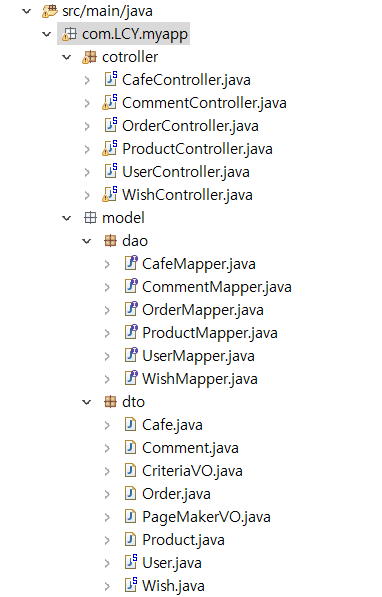 src/main/java
com.LCY.myapp
cotroller
CafeController.java
CommentController.java
OrderController.java
ProductController.java
UserController.java
WishController.java
model
dao
CafeMapper.java
CommentMapper.java
OrderMapper.java
ProductMapper.java
UserMapper.java
WishMapper.java
dto
Cafe.java
Comment.java
CriteriaVO.java
Order.java
PageMakerVO.java
Product.java
User.java
Wish.java